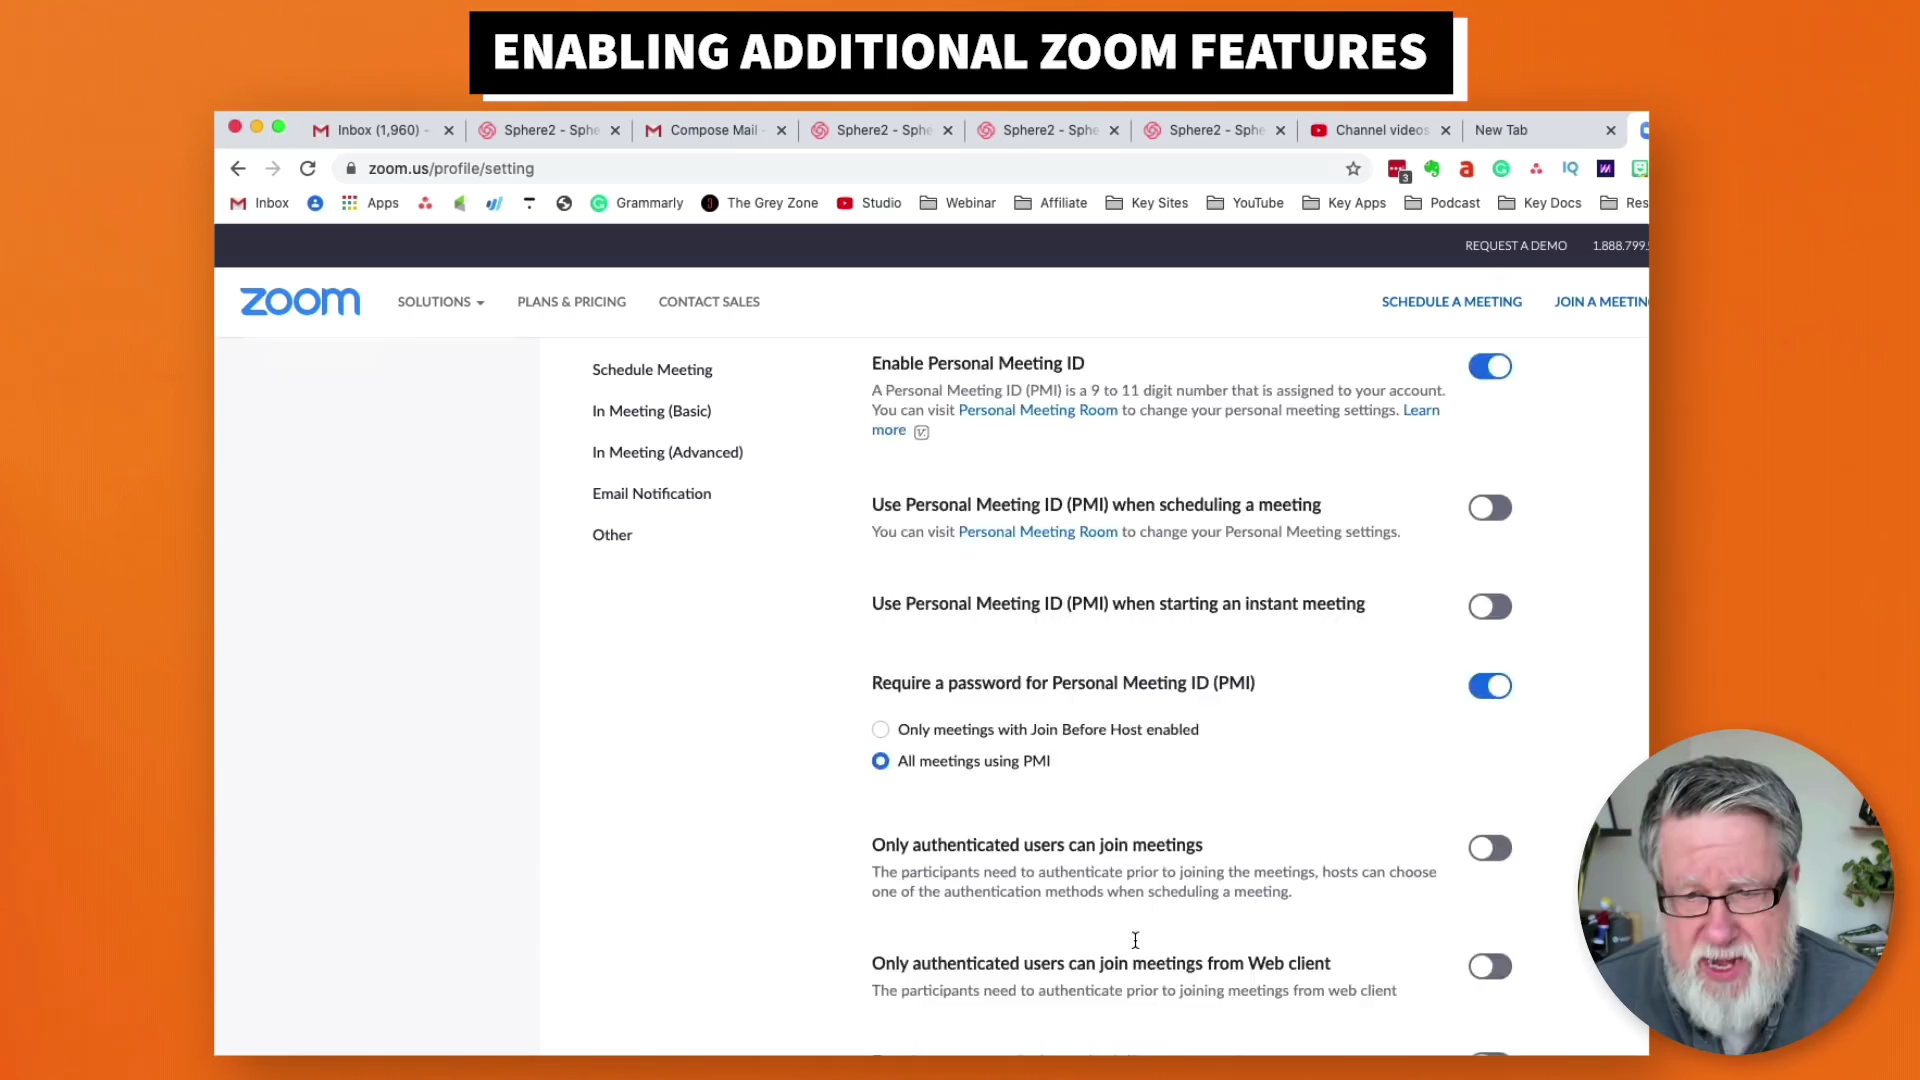 ENABLING ADDITIONAL ZOOM FEATURES
Inbox (1,960) -
Sphere2 - Sphe
Compose Mail -
Sphere2 - Sphe
Sphere2 - Sphe
Sphere2 - Sphe
Channel videos
New Tab
zoom.us/profile/setting
3
IQ
Inbox
Apps
Grammarly
The Grey Zone
Studio
Webinar
Affiliate
Key Sites
YouTube
Key Apps
Podcast
Key Docs
Res
REQUEST A DEMO
1.888.799.
zoom
SOLUTIONS
PLANS & PRICING
CONTACT SALES
SCHEDULE A MEETING
JOIN A MEETIN
Schedule Meeting
In Meeting (Basic)
In Meeting (Advanced)
Email Notification
Other
Enable Personal Meeting ID
A Personal Meeting ID (PMI) is a 9 to 11 digit number that is assigned to your account.
You can visit Personal Meeting Room to change your personal meeting settings. Learn
more
Use Personal Meeting ID (PMI) when scheduling a meeting
You can visit Personal Meeting Room to change your Personal Meeting settings.
Use Personal Meeting ID (PMI) when starting an instant meeting
Require a password for Personal Meeting ID (PMI)
Only meetings with Join Before Host enabled
All meetings using PMI
Only authenticated users can join meetings
The participants need to authenticate prior to joining the meetings, hosts can choose
one of the authentication methods when scheduling a meeting.
Only authenticated users can join meetings from Web client
The participants need to authenticate prior to joining meetings from web client